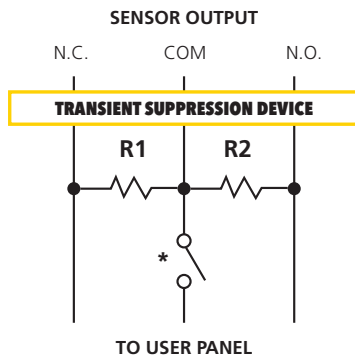 SENSOR OUTPUT
N.C. COM N.O.
TRANSIENT SUPPRESSION DEVICE
R1 R2
*
TO USER PANEL